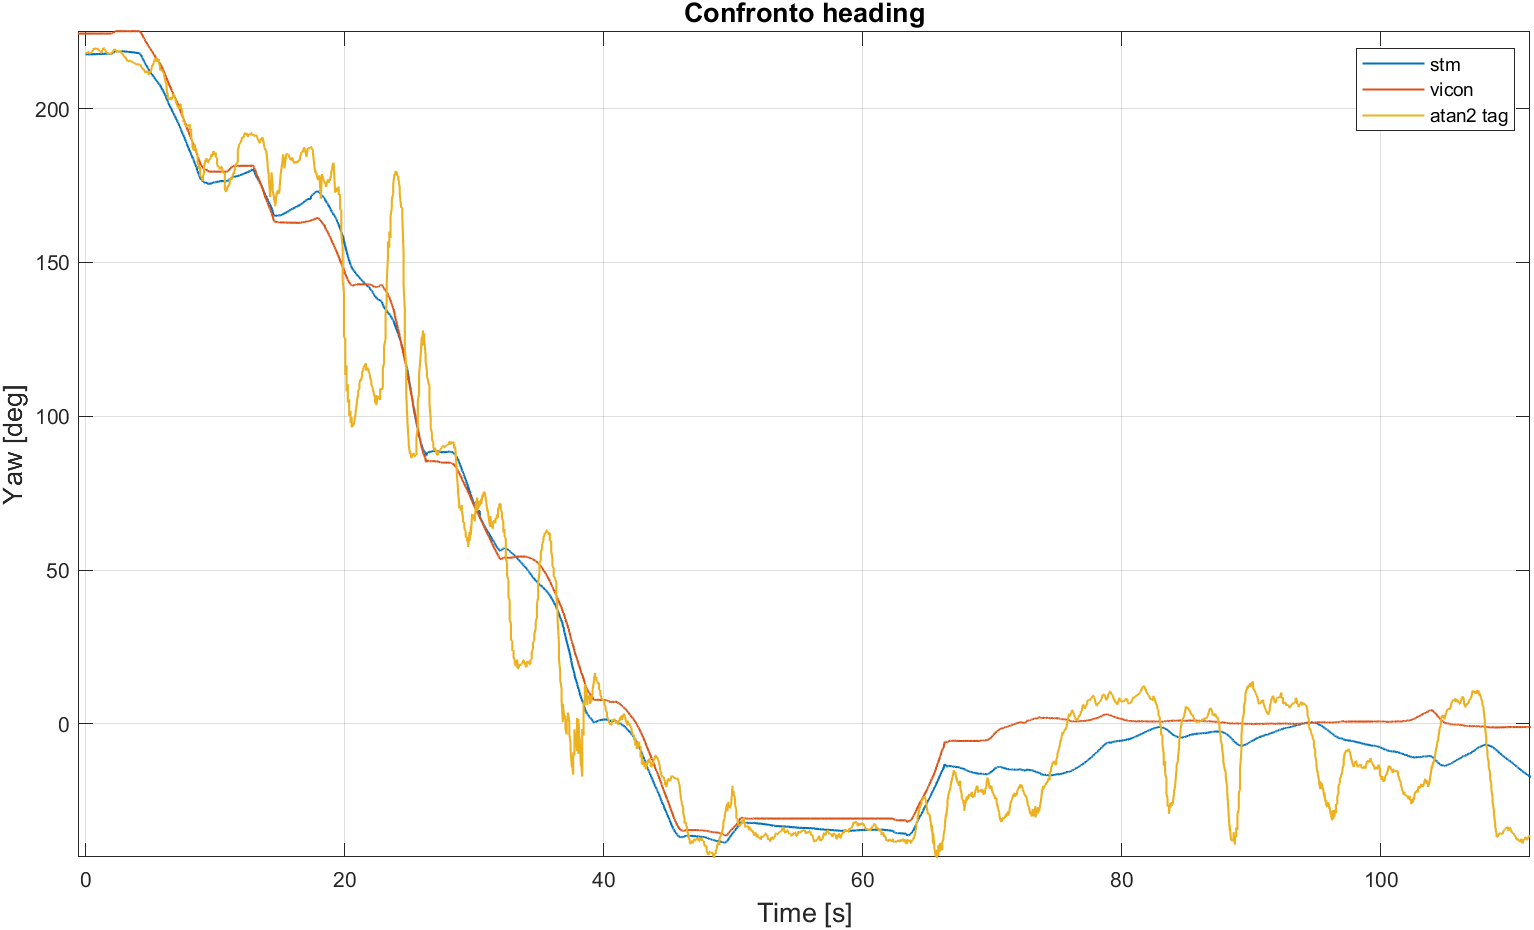 Confronto heading
stm
vicon
atan2 tag
Yaw [deg]
200
150
100
50
0
0 20 40 60 80 100
Time [s]